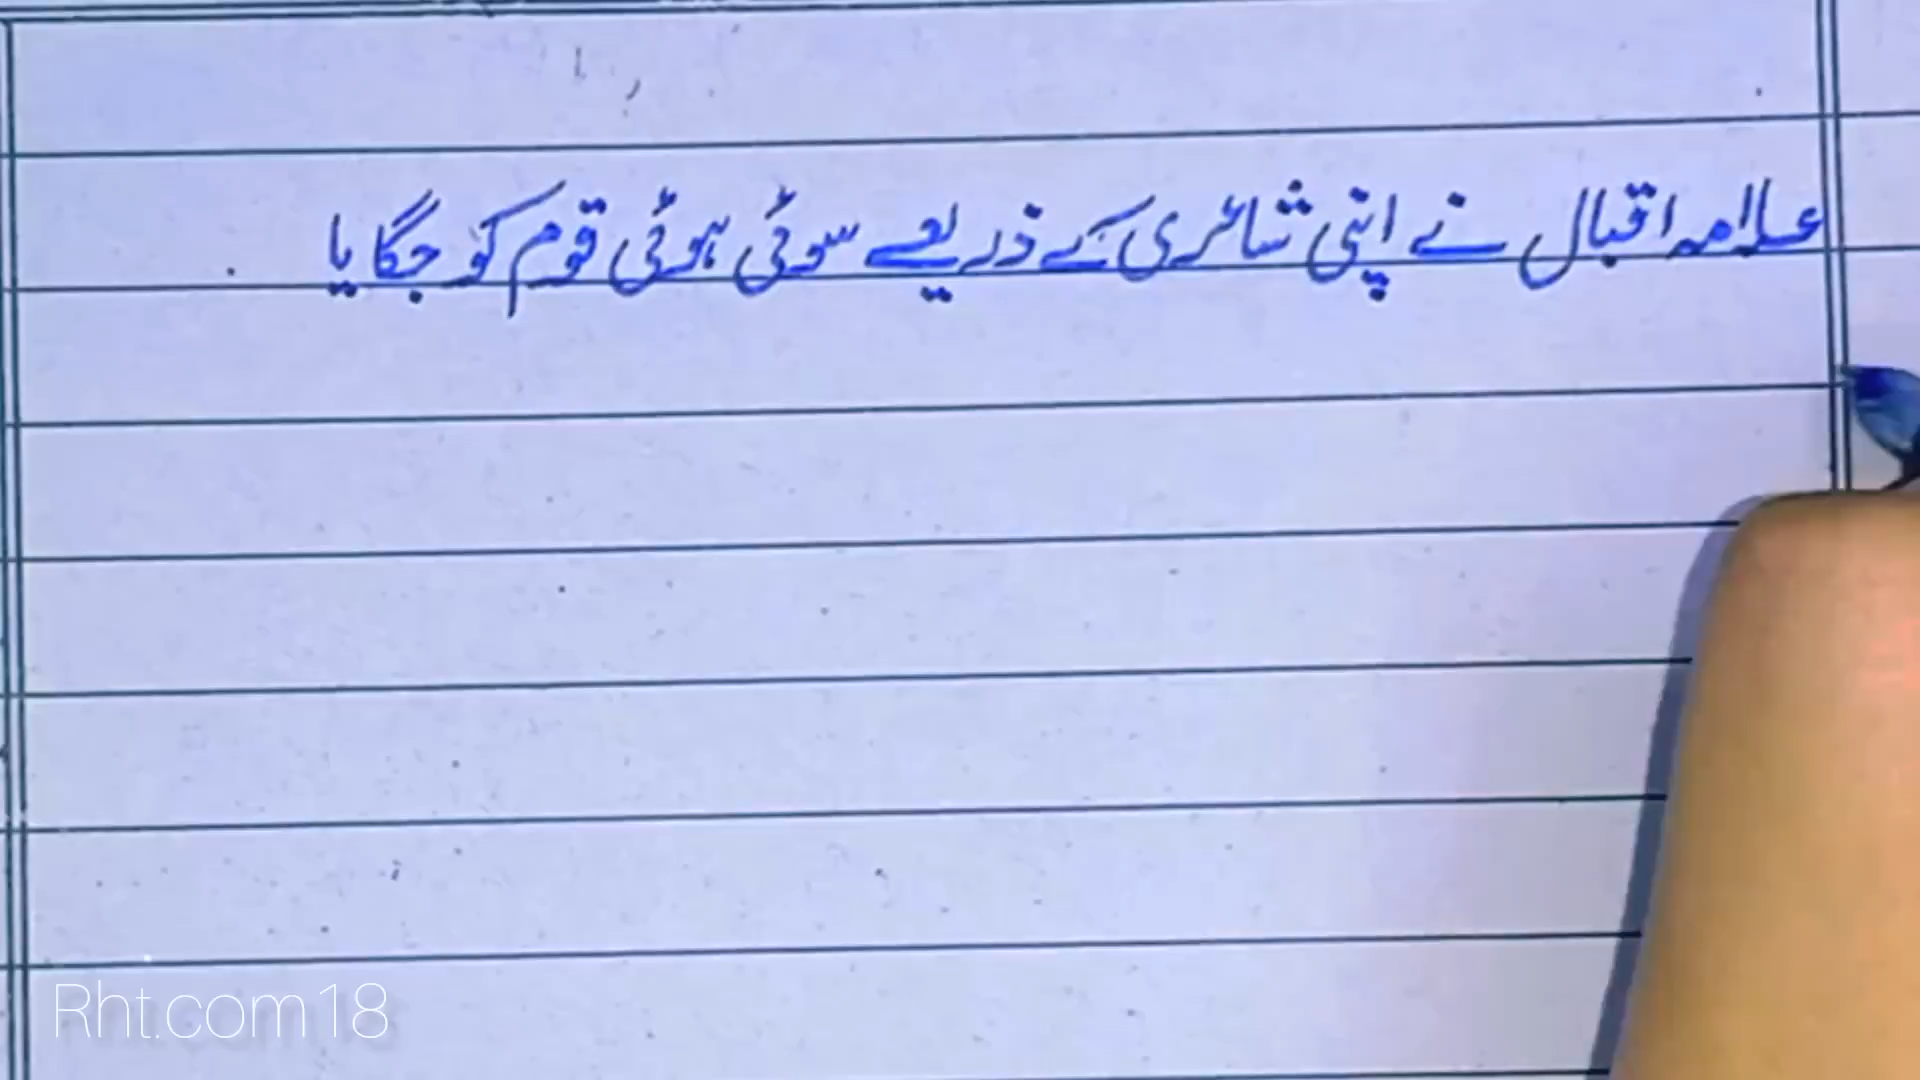 علامہ اقبال نے اپنی شاعری کے ذریعے سوئی ہوئی قوم کو جگایا
Rht.com18